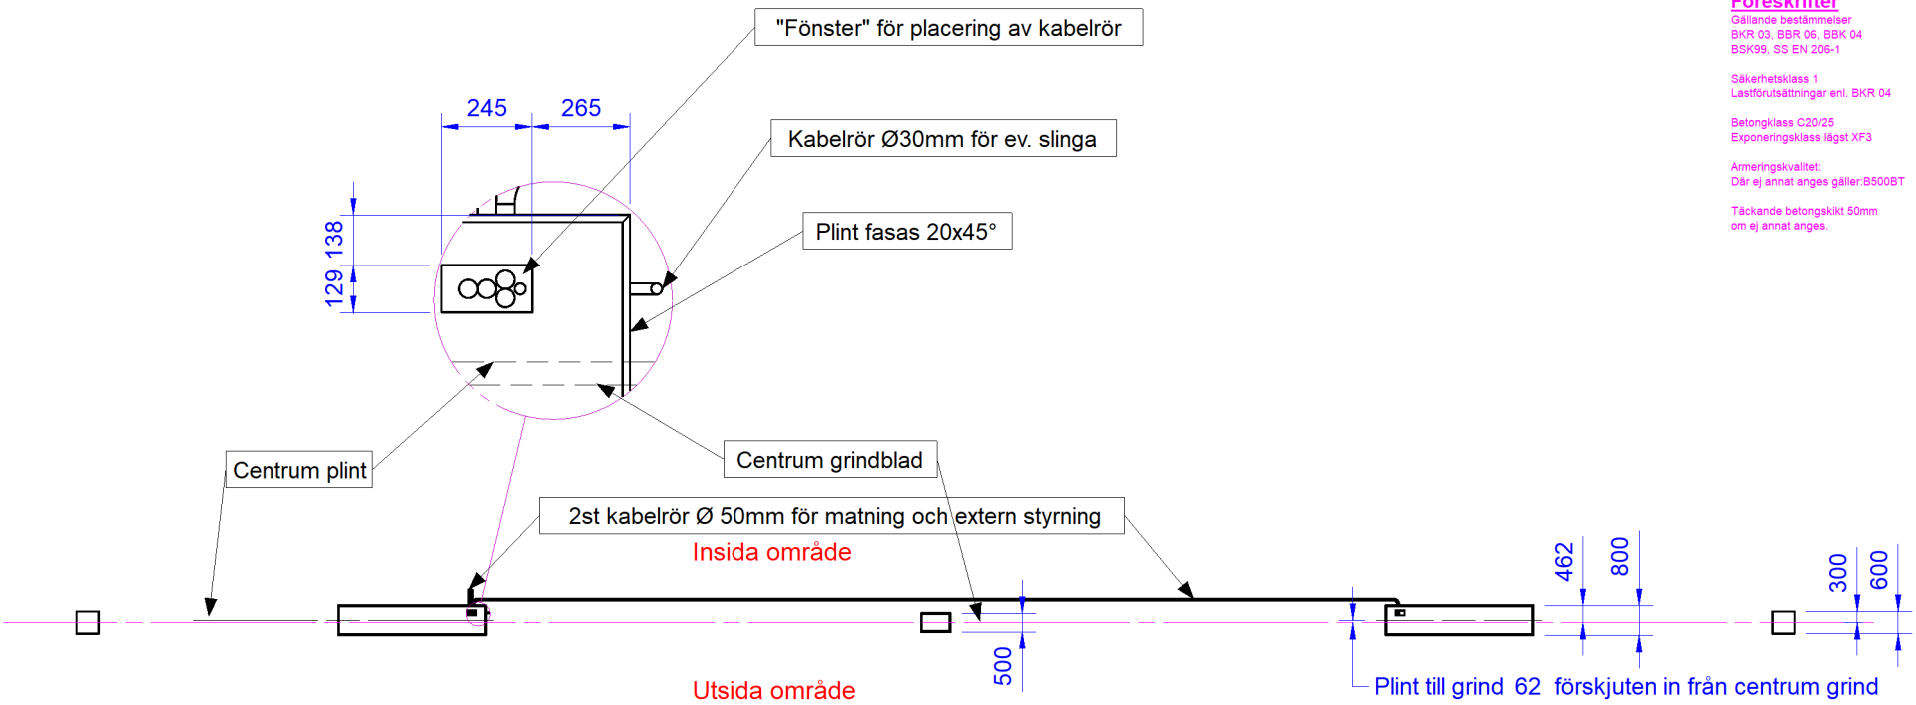 "Fönster" för placering av kabelrör
Föreskrifter
Gällande bestämmelser
BKR 03, BBR 06, BBK 04
BSK99, SS EN 206-1
Säkerhetsklass 1
Lastförutsättningar enl. BKR 04
Betongklass C20/25
Exponeringsklass lägst XF3
Armeringskvalitet:
Där ej annat anges gäller:B500BT
Täckande betongskikt 50mm
om ej annat anges.
245
265
Kabelrör Ø30mm för ev. slinga
Plint fasas 20x45°
138
129
Centrum plint
Centrum grindblad
2st kabelrör Ø 50mm för matning och extern styrning
Insida område
462
800
300
600
500
Utsida område
Plint till grind 62 förskjuten in från centrum grind